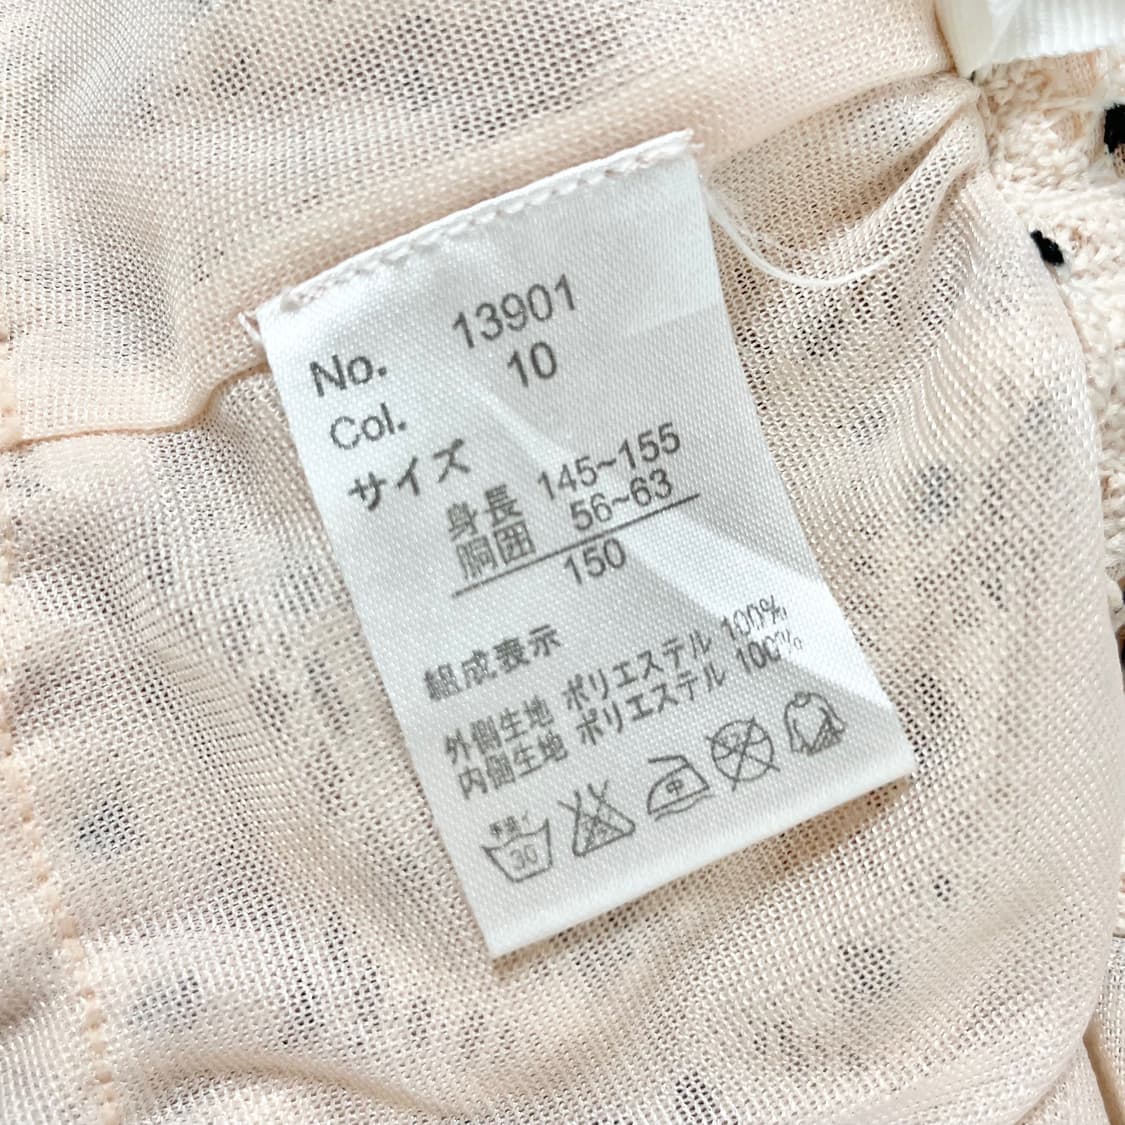 No. 13901
Col. 10
サイズ
身長 145~155
胴囲 56~63
150
組成表示
外側生地 ポリエステル 100%
内側生地 ポリエステル 100%
手洗イ
30
中